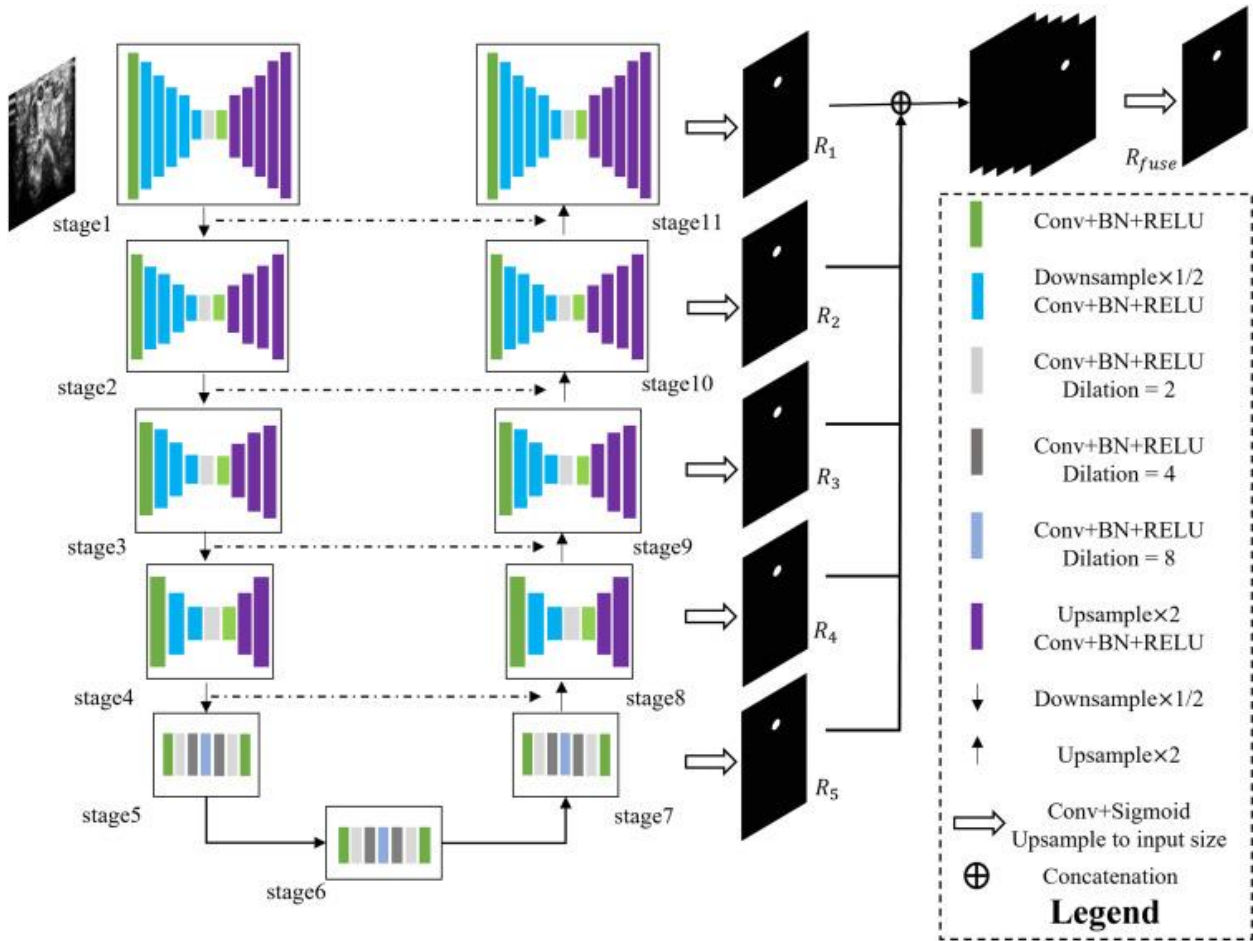 stage1
stage11
stage2
stage10
stage3
stage9
stage4
stage8
stage5
stage7
stage6
R1
R2
R3
R4
R5
Rfuse
Conv+BN+RELU
Downsample×1/2
Conv+BN+RELU
Conv+BN+RELU
Dilation = 2
Conv+BN+RELU
Dilation = 4
Conv+BN+RELU
Dilation = 8
Upsample×2
Conv+BN+RELU
Downsample×1/2
Upsample×2
Conv+Sigmoid
Upsample to input size
Concatenation
Legend